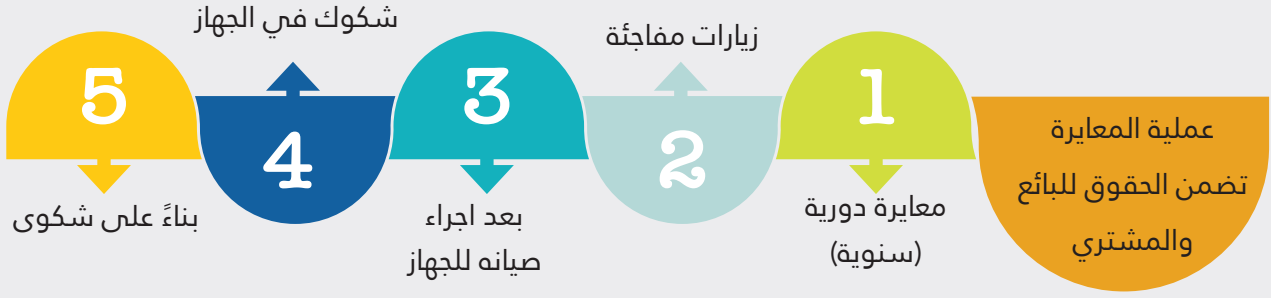 عملية المعايرة
تضمن الحقوق للبائع
والمشتري
1
معايرة دورية
(سنوية)
2
زيارات مفاجئة
3
بعد اجراء
صيانه للجهاز
4
شكوك في الجهاز
5
بناءً على شكوى